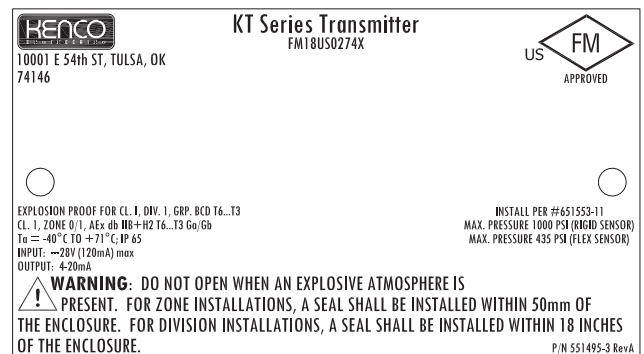 KENCO
KT Series Transmitter
FM18US0274X
10001 E 54th ST, TULSA, OK
74146
US
FM
APPROVED
EXPLOSION PROOF FOR CL. I, DIV. 1, GRP. BCD T6...T3
CL. 1, ZONE 0/1, AEx db IIB+H2 T6...T3 Ga/Gb
Ta = -40°C TO +71°C; IP 65
INPUT: ⎓28V (120mA) max
OUTPUT: 4-20mA
INSTALL PER #651553-11
MAX. PRESSURE 1000 PSI (RIGID SENSOR)
MAX. PRESSURE 435 PSI (FLEX SENSOR)
WARNING: DO NOT OPEN WHEN AN EXPLOSIVE ATMOSPHERE IS
! PRESENT. FOR ZONE INSTALLATIONS, A SEAL SHALL BE INSTALLED WITHIN 50mm OF
THE ENCLOSURE. FOR DIVISION INSTALLATIONS, A SEAL SHALL BE INSTALLED WITHIN 18 INCHES
OF THE ENCLOSURE.
P/N 551495-3 RevA